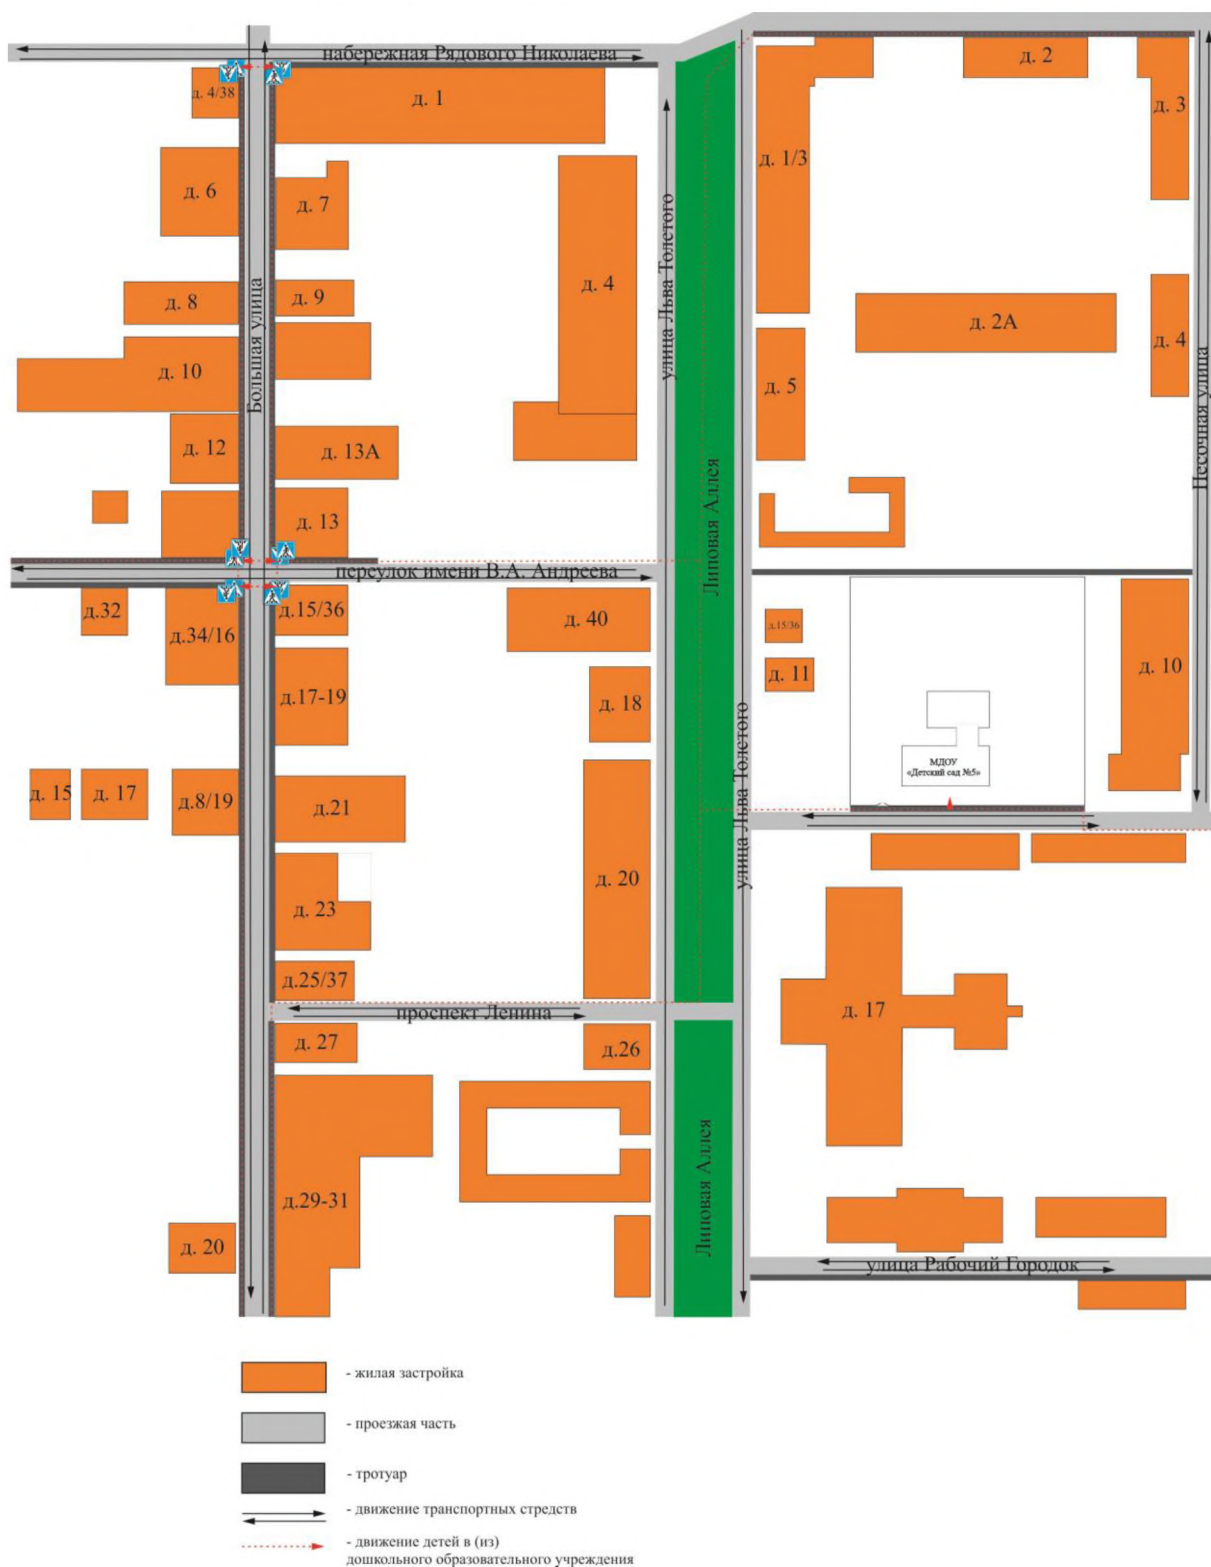 набережная Рядового Николаева
д. 2
д. 4/38
д. 1
д. 3
д. 1/3
д. 6
д. 7
Большая улица
улица Льва Толстого
д. 8
д. 9
д. 4
д. 2А
д. 4
Песочная улица
д. 10
д. 5
д. 12
д. 13А
Липовая Аллея
д. 13
переулок имени В.А. Андреева
д.32
д.34/16
д.15/36
д. 40
д.15/36
д. 11
д. 10
д.17-19
д. 18
улица Льва Толстого
МДОУ
«Детский сад №5»
д. 15
д. 17
д.8/19
д.21
д. 20
д. 23
д.25/37
проспект Ленина
д. 17
д. 27
д.26
Липовая Аллея
д.29-31
д. 20
улица Рабочий Городок
- жилая застройка
- проезжая часть
- тротуар
- движение транспортных стредств
- движение детей в (из)
дошкольного образовательного учреждения